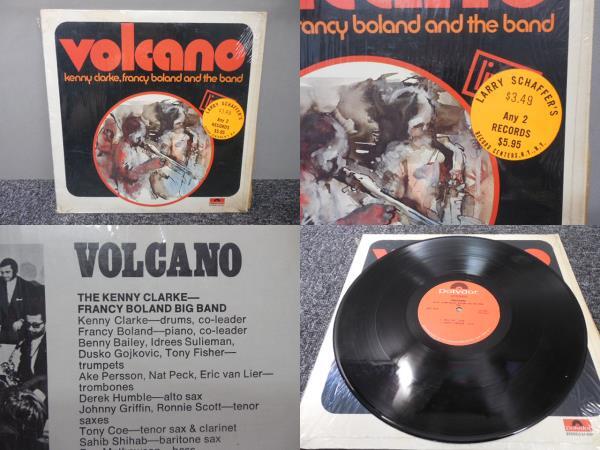 volcano
kenny clarke, francy boland and the band
$3.49
Any 2
RECORDS
$5.95
francy boland and the band
LARRY SCHAFFER'S
$3.49
Any 2
RECORDS
$5.95
RECORD CENTERS, N.Y., N.Y.
VOLCANO
THE KENNY CLARKE—
FRANCY BOLAND BIG BAND
Kenny Clarke—drums, co-leader
Francy Boland—piano, co-leader
Benny Bailey, Idrees Sulieman,
Dusko Gojkovic, Tony Fisher—
trumpets
Ake Persson, Nat Peck, Eric van Lier—
trombones
Derek Humble—alto sax
Johnny Griffin, Ronnie Scott—tenor
saxes
Tony Coe—tenor sax & clarinet
Sahib Shihab—baritone sax
Polydor